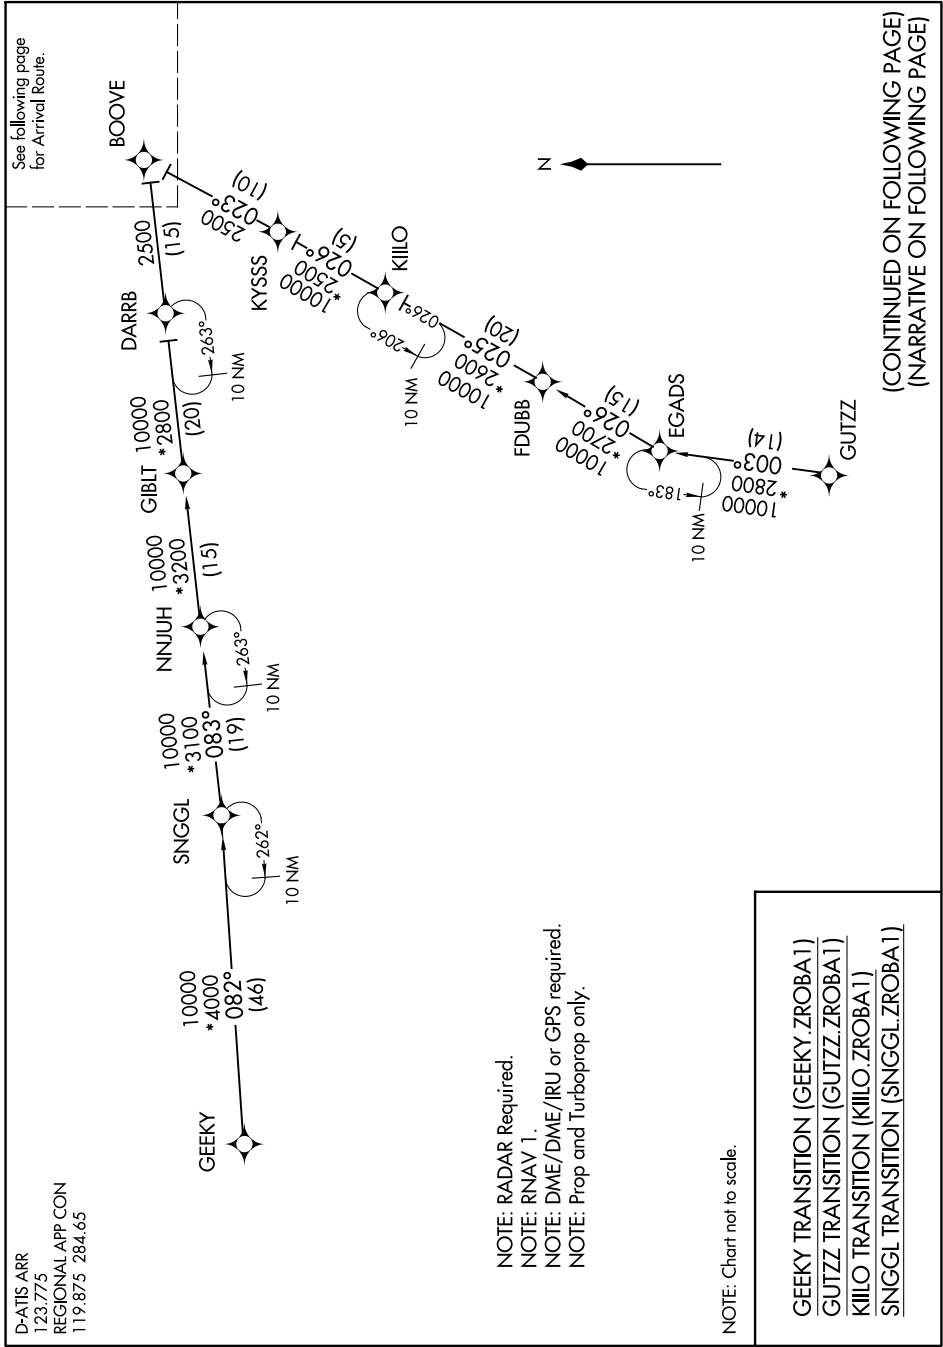 D-ATIS ARR
123.775
REGIONAL APP CON
119.875 284.65
See following page
for Arrival Route.
BOOVE
2500
(15)
DARRB
263°
10 NM
10000
*2800
(20)
GIBLT
10000
*3200
(15)
NNJUH
263°
10 NM
10000
*3100
083°
(19)
SNGGL
262°
10 NM
10000
*4000
082°
(46)
GEEKY
N
2500
023°
(10)
KYSSS
10000
*2500
026°
(5)
KIILO
206°
026°
10 NM
10000
*2600
025°
(20)
FDUBB
10000
*2700
026°
(15)
EGADS
183°
10 NM
10000
*2800
003°
(14)
GUTZZ
NOTE: RADAR Required.
NOTE: RNAV 1.
NOTE: DME/DME/IRU or GPS required.
NOTE: Prop and Turboprop only.
NOTE: Chart not to scale.
GEEKY TRANSITION (GEEKY.ZROBA1)
GUTZZ TRANSITION (GUTZZ.ZROBA1)
KIILO TRANSITION (KIILO.ZROBA1)
SNGGL TRANSITION (SNGGL.ZROBA1)
(CONTINUED ON FOLLOWING PAGE)
(NARRATIVE ON FOLLOWING PAGE)